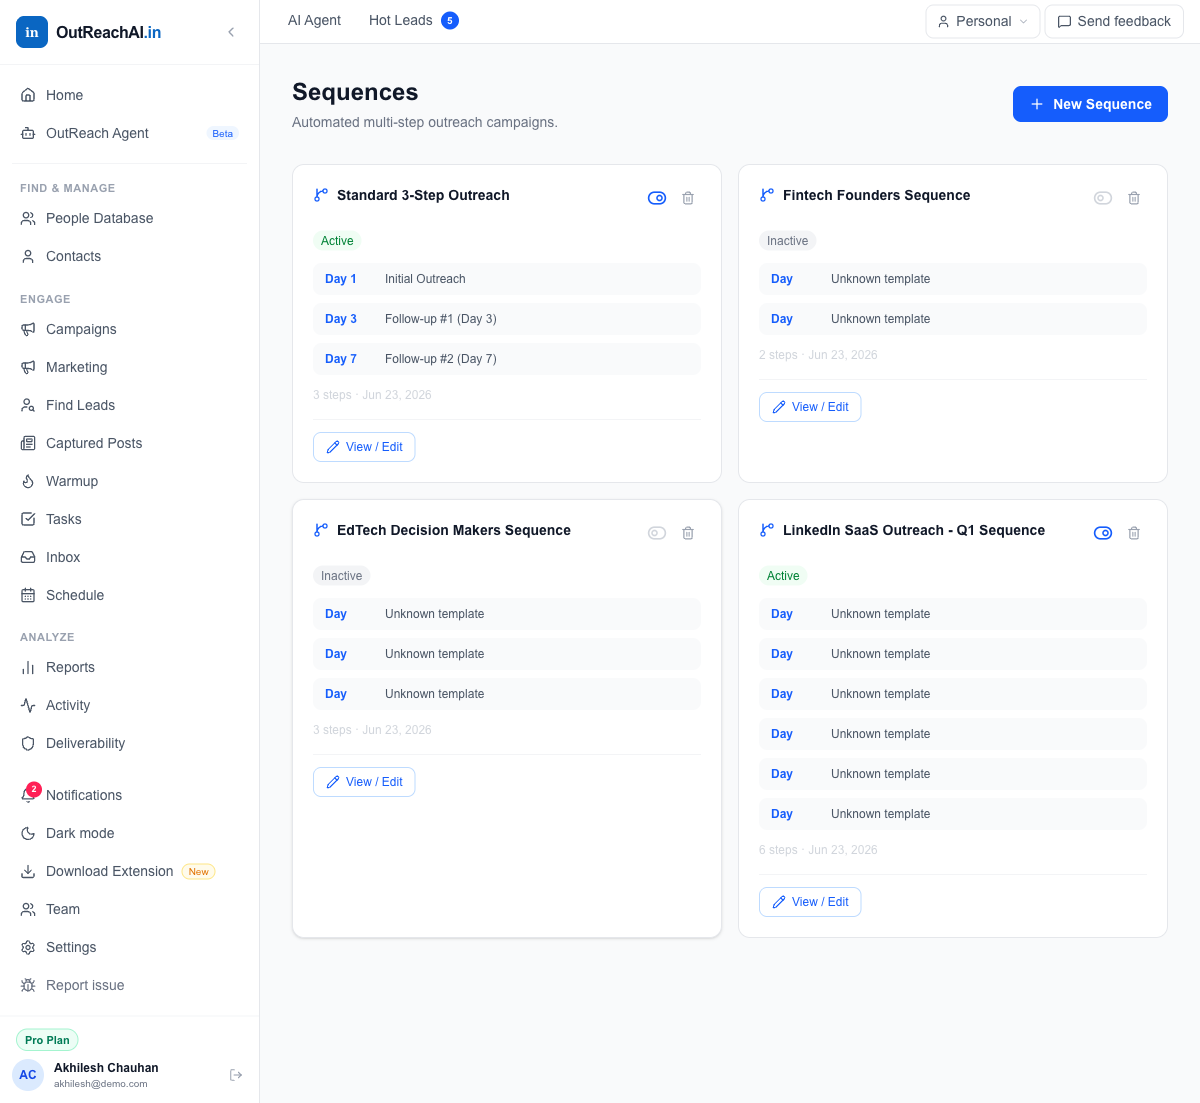 in OutReachAI.in
Home
OutReach Agent Beta
FIND & MANAGE
People Database
Contacts
ENGAGE
Campaigns
Marketing
Find Leads
Captured Posts
Warmup
Tasks
Inbox
Schedule
ANALYZE
Reports
Activity
Deliverability
2
Notifications
Dark mode
Download Extension New
Team
Settings
Report issue
Pro Plan
AC
Akhilesh Chauhan
akhilesh@demo.com
AI Agent Hot Leads 5 Personal Send feedback
Sequences
Automated multi-step outreach campaigns.
New Sequence
Standard 3-Step Outreach
Active
Day 1 Initial Outreach
Day 3 Follow-up #1 (Day 3)
Day 7 Follow-up #2 (Day 7)
3 steps · Jun 23, 2026
View / Edit
Fintech Founders Sequence
Inactive
Day Unknown template
Day Unknown template
2 steps · Jun 23, 2026
View / Edit
EdTech Decision Makers Sequence
Inactive
Day Unknown template
Day Unknown template
Day Unknown template
3 steps · Jun 23, 2026
View / Edit
LinkedIn SaaS Outreach - Q1 Sequence
Active
Day Unknown template
Day Unknown template
Day Unknown template
Day Unknown template
Day Unknown template
Day Unknown template
6 steps · Jun 23, 2026
View / Edit